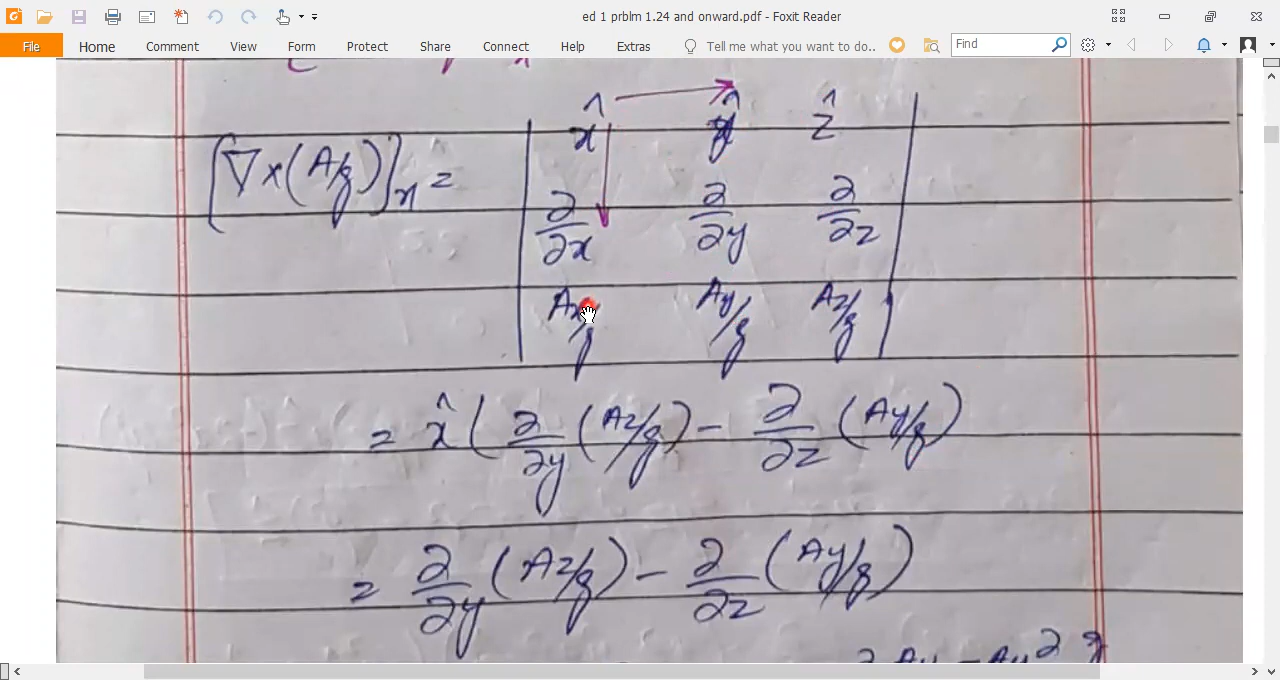 ed 1 prblm 1.24 and onward.pdf - Foxit Reader
File Home Comment View Form Protect Share Connect Help Extras Tell me what you want to do.. Find
x̂ ŷ ẑ
[∇×(A/g)]x =
∂/∂x ∂/∂y ∂/∂z
Ax/g Ay/g Az/g
= x̂ ( ∂/∂y (Az/g) - ∂/∂z (Ay/g)
= ∂/∂y (Az/g) - ∂/∂z (Ay/g)